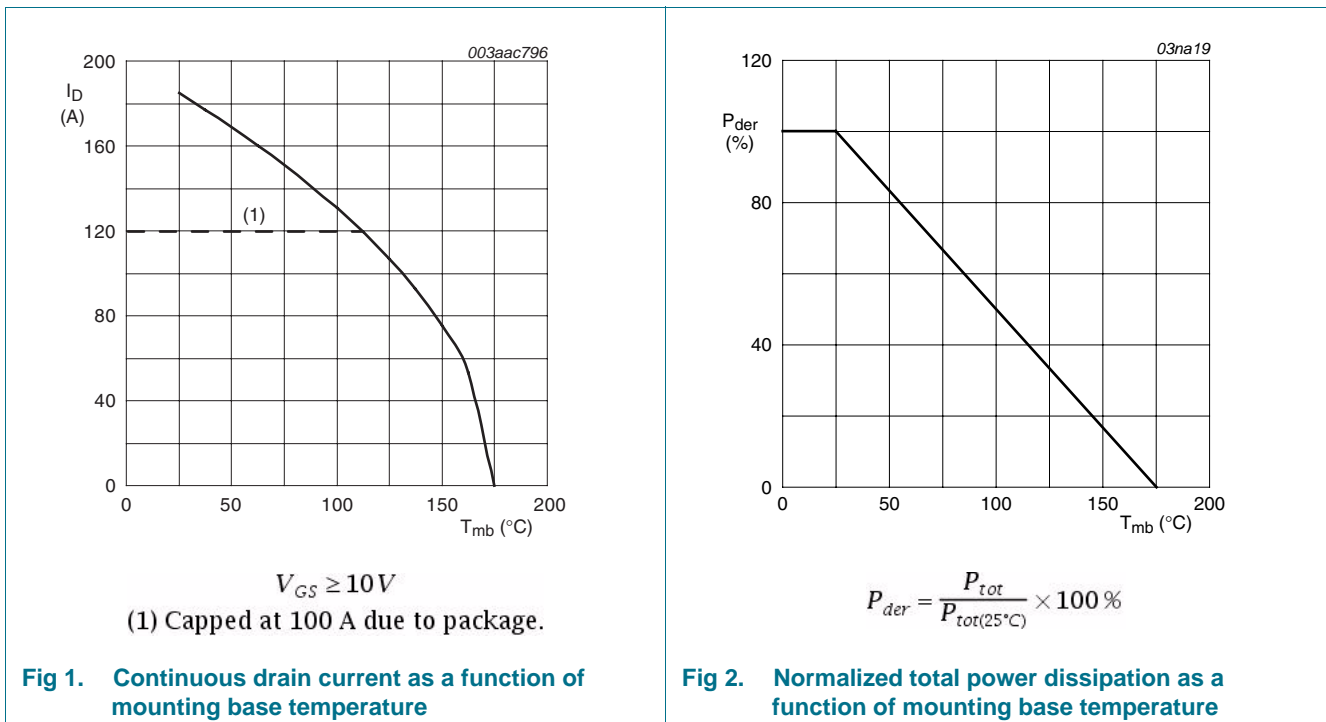 003aac796
200
I_D
(A)
160
(1)
120
80
40
0
0 50 100 150 200
T_mb (°C)
V_GS ≥ 10 V
(1) Capped at 100 A due to package.
Fig 1. Continuous drain current as a function of
mounting base temperature
03na19
120
P_der
(%)
80
40
0
0 50 100 150 200
T_mb (°C)
P_der = P_tot / P_tot(25°C) × 100 %
Fig 2. Normalized total power dissipation as a
function of mounting base temperature